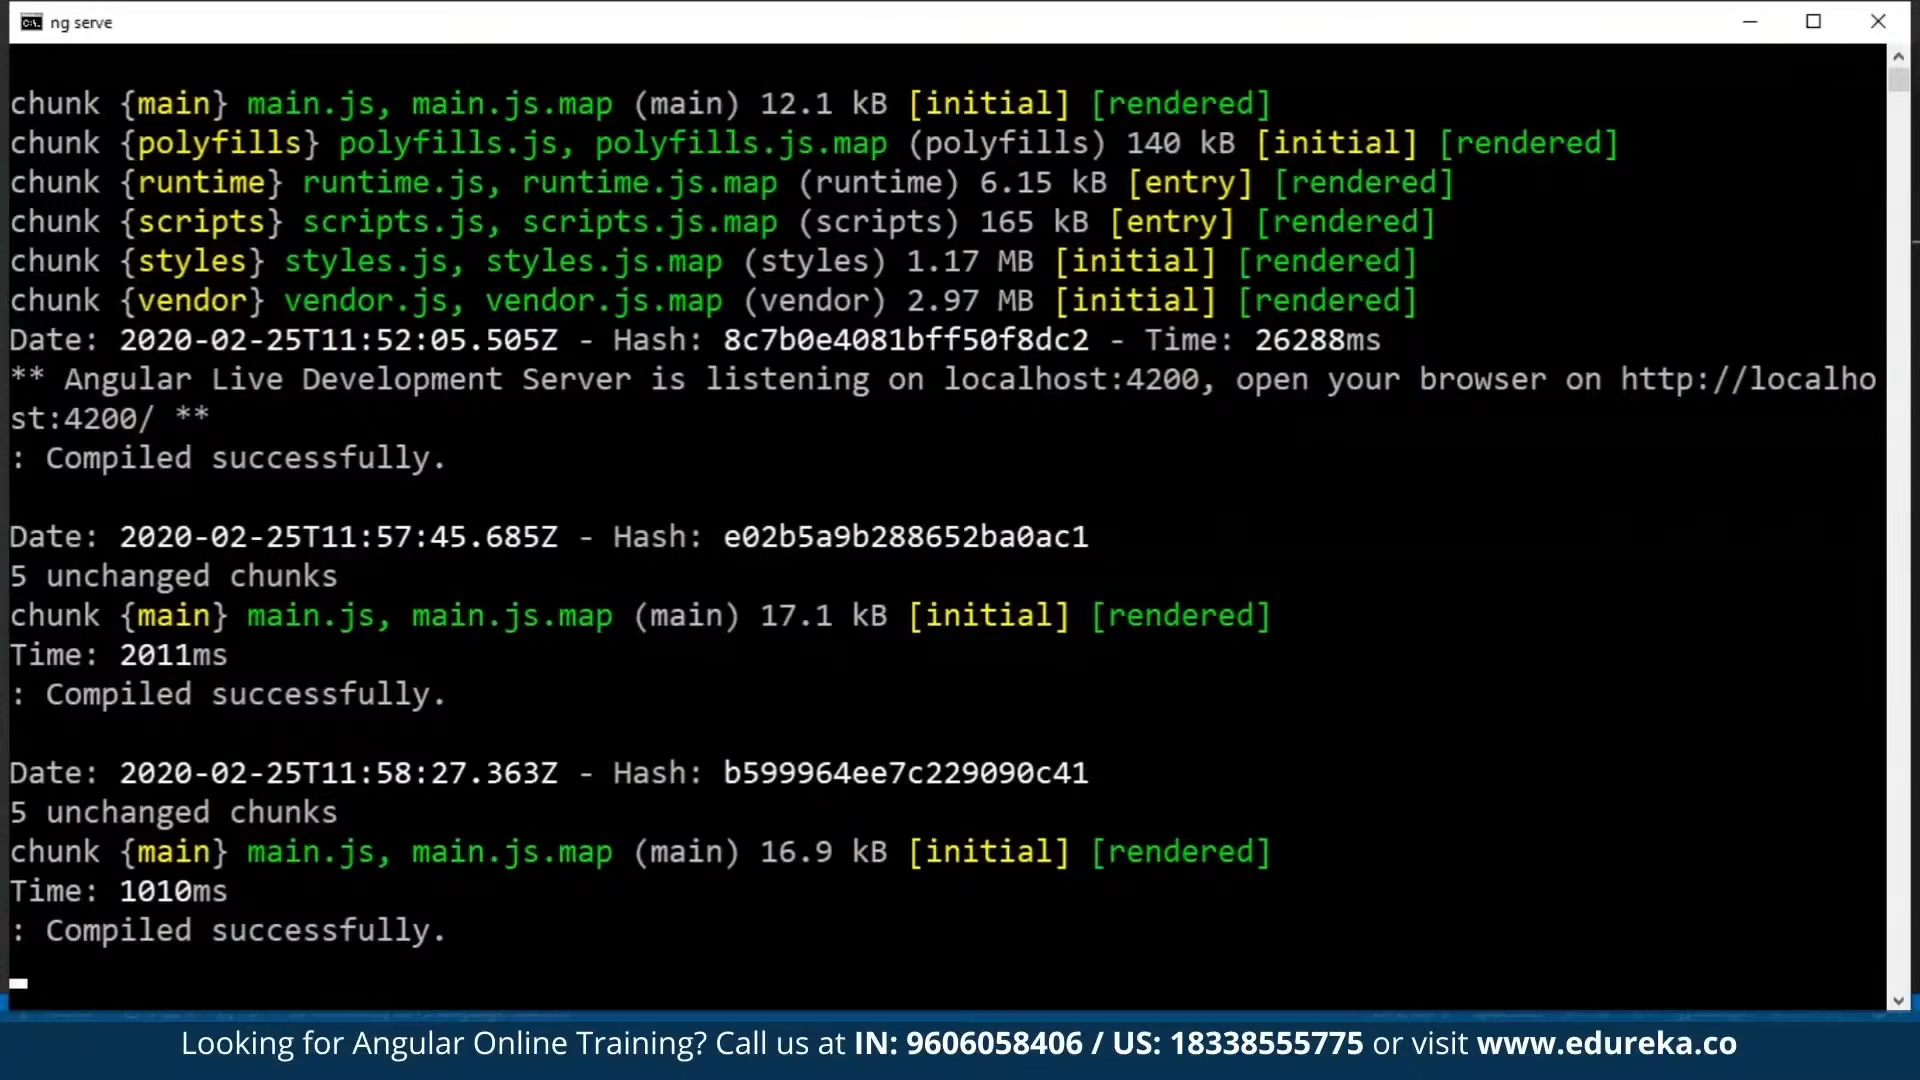 ng serve
chunk {main} main.js, main.js.map (main) 12.1 kB [initial] [rendered]
chunk {polyfills} polyfills.js, polyfills.js.map (polyfills) 140 kB [initial] [rendered]
chunk {runtime} runtime.js, runtime.js.map (runtime) 6.15 kB [entry] [rendered]
chunk {scripts} scripts.js, scripts.js.map (scripts) 165 kB [entry] [rendered]
chunk {styles} styles.js, styles.js.map (styles) 1.17 MB [initial] [rendered]
chunk {vendor} vendor.js, vendor.js.map (vendor) 2.97 MB [initial] [rendered]
Date: 2020-02-25T11:52:05.505Z - Hash: 8c7b0e4081bff50f8dc2 - Time: 26288ms
** Angular Live Development Server is listening on localhost:4200, open your browser on http://localho
st:4200/ **
: Compiled successfully.
Date: 2020-02-25T11:57:45.685Z - Hash: e02b5a9b288652ba0ac1
5 unchanged chunks
chunk {main} main.js, main.js.map (main) 17.1 kB [initial] [rendered]
Time: 2011ms
: Compiled successfully.
Date: 2020-02-25T11:58:27.363Z - Hash: b599964ee7c229090c41
5 unchanged chunks
chunk {main} main.js, main.js.map (main) 16.9 kB [initial] [rendered]
Time: 1010ms
: Compiled successfully.
Looking for Angular Online Training? Call us at IN: 9606058406 / US: 18338555775 or visit www.edureka.co